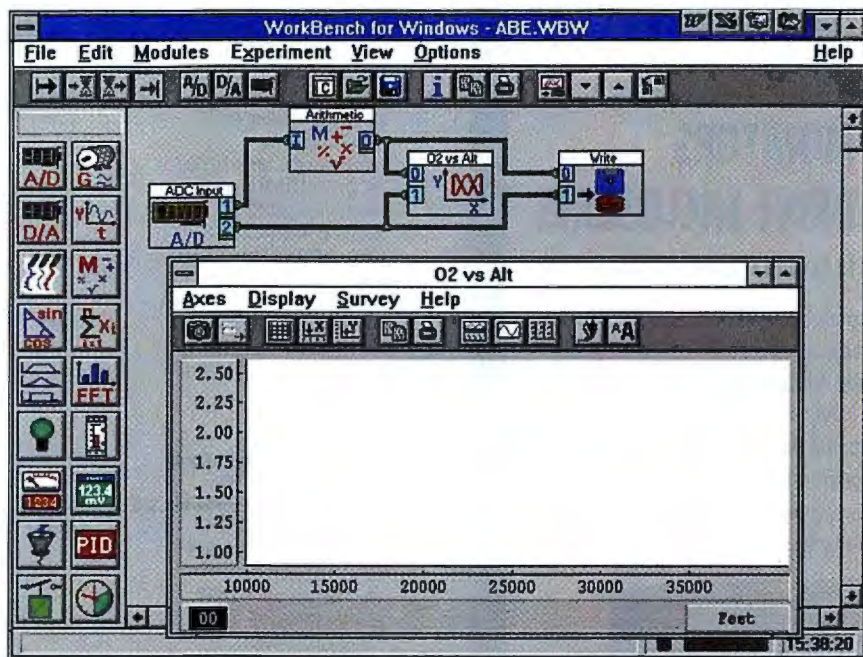 WorkBench for Windows - ABE.WBW
File Edit Modules Experiment View Options Help
A/D D/A
Arithmetic
I M O
O2 vs Alt
0
1
Y X
Write
0
1
ADC Input
1
2
A/D
A/D G
D/A Y t
M
sin cos Σ Xi
FFT
1234 123.4 mV
PID
O2 vs Alt
Axes Display Survey Help
2.50
2.25
2.00
1.75
1.50
1.25
1.00
10000 15000 20000 25000 30000 35000
00 Feet
15:38:20